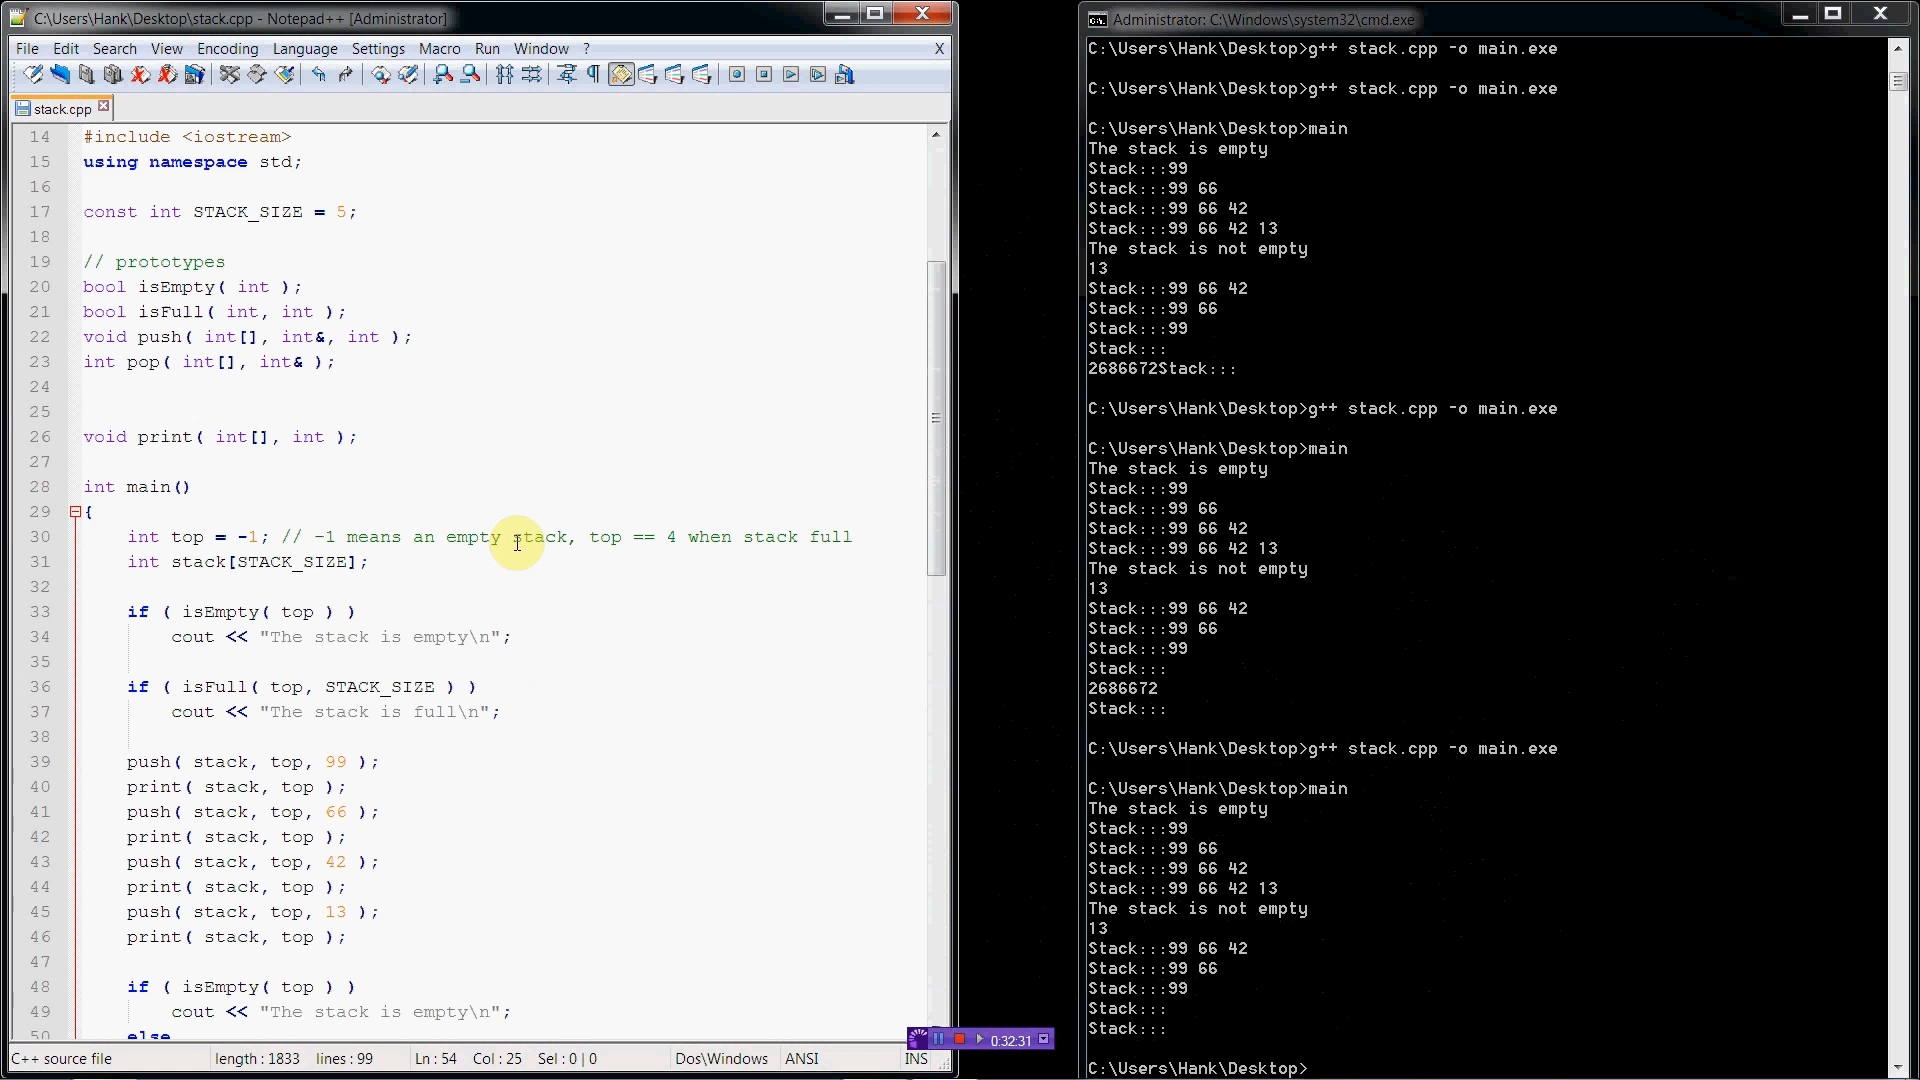 C:\Users\Hank\Desktop\stack.cpp - Notepad++ [Administrator]
File Edit Search View Encoding Language Settings Macro Run Window ? X
stack.cpp
14 #include <iostream>
15 using namespace std;
16
17 const int STACK_SIZE = 5;
18
19 // prototypes
20 bool isEmpty( int );
21 bool isFull( int, int );
22 void push( int[], int&, int );
23 int pop( int[], int& );
24
25
26 void print( int[], int );
27
28 int main()
29 {
30 int top = -1; // -1 means an empty stack, top == 4 when stack full
31 int stack[STACK_SIZE];
32
33 if ( isEmpty( top ) )
34 cout << "The stack is empty\n";
35
36 if ( isFull( top, STACK_SIZE ) )
37 cout << "The stack is full\n";
38
39 push( stack, top, 99 );
40 print( stack, top );
41 push( stack, top, 66 );
42 print( stack, top );
43 push( stack, top, 42 );
44 print( stack, top );
45 push( stack, top, 13 );
46 print( stack, top );
47
48 if ( isEmpty( top ) )
49 cout << "The stack is empty\n";
50 else
0:32:31
C++ source file length : 1833 lines : 99 Ln : 54 Col : 25 Sel : 0 | 0 Dos\Windows ANSI INS
Administrator: C:\Windows\system32\cmd.exe
C:\Users\Hank\Desktop>g++ stack.cpp -o main.exe
C:\Users\Hank\Desktop>g++ stack.cpp -o main.exe
C:\Users\Hank\Desktop>main
The stack is empty
Stack:::99
Stack:::99 66
Stack:::99 66 42
Stack:::99 66 42 13
The stack is not empty
13
Stack:::99 66 42
Stack:::99 66
Stack:::99
Stack:::
2686672Stack:::
C:\Users\Hank\Desktop>g++ stack.cpp -o main.exe
C:\Users\Hank\Desktop>main
The stack is empty
Stack:::99
Stack:::99 66
Stack:::99 66 42
Stack:::99 66 42 13
The stack is not empty
13
Stack:::99 66 42
Stack:::99 66
Stack:::99
Stack:::
2686672
Stack:::
C:\Users\Hank\Desktop>g++ stack.cpp -o main.exe
C:\Users\Hank\Desktop>main
The stack is empty
Stack:::99
Stack:::99 66
Stack:::99 66 42
Stack:::99 66 42 13
The stack is not empty
13
Stack:::99 66 42
Stack:::99 66
Stack:::99
Stack:::
Stack:::
C:\Users\Hank\Desktop>